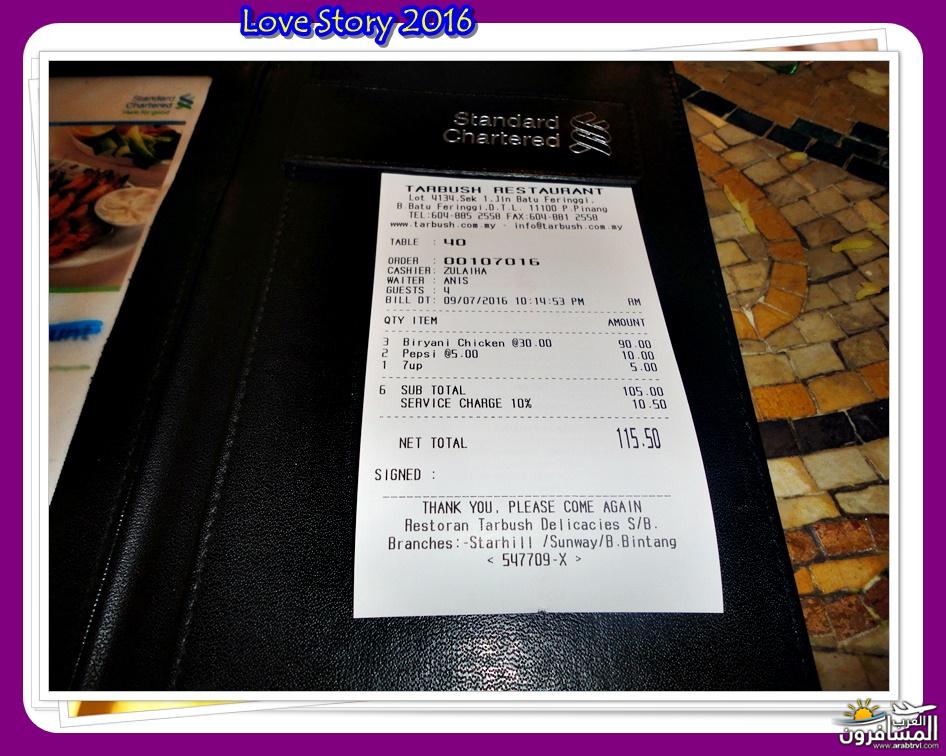 Love Story 2016
Standard
Chartered
Here for good
Standard
Chartered
TARBUSH RESTAURANT
Lot 4134.Sek 1.Jln Batu Feringgi.
B Batu Feringgi.D.T.L. 11100 P.Pinang
TEL:604-885 2558 FAX:604-881 2558
www.tarbush.com.my - info@tarbush.com.my
TABLE : 40
ORDER : 00107016
CASHIER: ZULAIHA
WAITER : ANIS
GUESTS : 4
BILL DT: 09/07/2016 10:14:53 PM RM
QTY ITEM AMOUNT
3 Biryani Chicken @30.00 90.00
2 Pepsi @5.00 10.00
1 7up 5.00
6 SUB TOTAL 105.00
SERVICE CHARGE 10% 10.50
NET TOTAL 115.50
SIGNED :
THANK YOU, PLEASE COME AGAIN
Restoran Tarbush Delicacies S/B.
Branches:-Starhill /Sunway/B.Bintang
< 547709-X >
العرب
المسافرون
www.arabtrvl.com